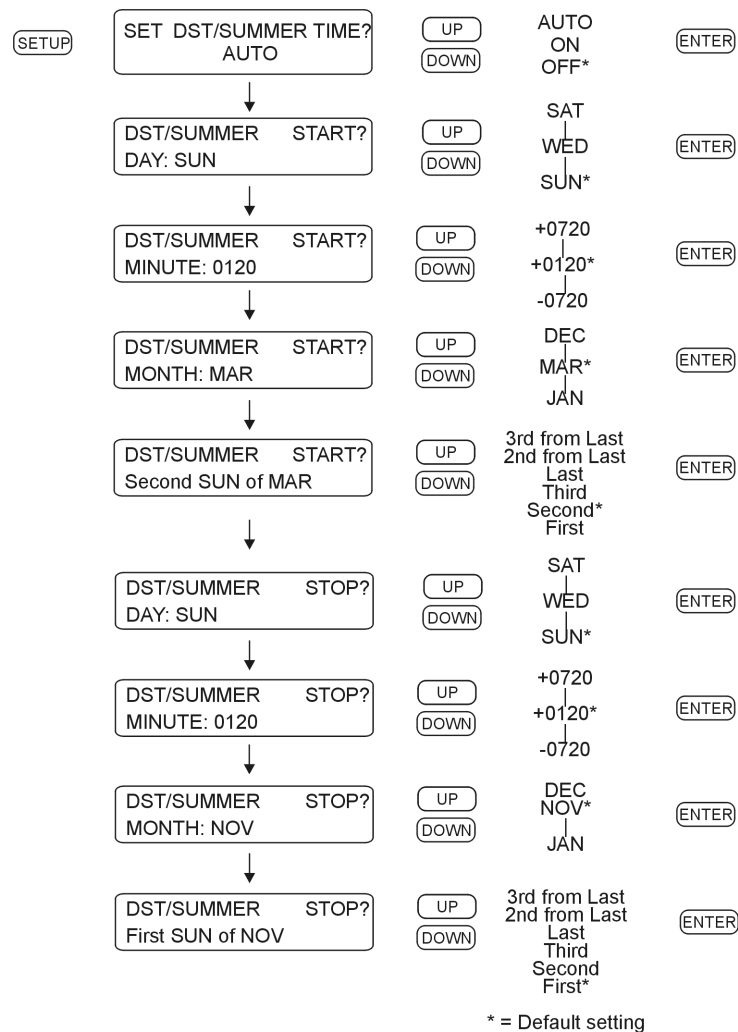 SETUP
SET DST/SUMMER TIME?
AUTO
UP
DOWN
AUTO
ON
OFF*
ENTER
DST/SUMMER START?
DAY: SUN
UP
DOWN
SAT
WED
SUN*
ENTER
DST/SUMMER START?
MINUTE: 0120
UP
DOWN
+0720
+0120*
-0720
ENTER
DST/SUMMER START?
MONTH: MAR
UP
DOWN
DEC
MAR*
JAN
ENTER
DST/SUMMER START?
Second SUN of MAR
UP
DOWN
3rd from Last
2nd from Last
Last
Third
Second*
First
ENTER
DST/SUMMER STOP?
DAY: SUN
UP
DOWN
SAT
WED
SUN*
ENTER
DST/SUMMER STOP?
MINUTE: 0120
UP
DOWN
+0720
+0120*
-0720
ENTER
DST/SUMMER STOP?
MONTH: NOV
UP
DOWN
DEC
NOV*
JAN
ENTER
DST/SUMMER STOP?
First SUN of NOV
UP
DOWN
3rd from Last
2nd from Last
Last
Third
Second
First*
ENTER
* = Default setting